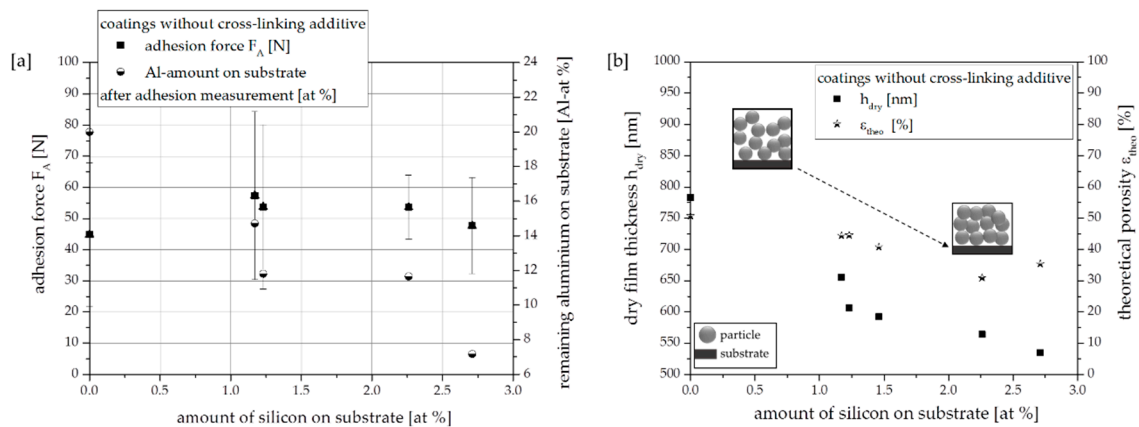 [a]
coatings without cross-linking additive
adhesion force F_A [N]
Al-amount on substrate
after adhesion measurement [at %]
adhesion force F_A [N]
100
90
80
70
60
50
40
30
20
10
0
24
22
20
18
16
14
12
10
8
6
remaining aluminium on substrate [Al-at %]
0.0 0.5 1.0 1.5 2.0 2.5 3.0
amount of silicon on substrate [at %]
[b]
coatings without cross-linking additive
h_dry [nm]
ε_theo [%]
dry film thickness h_dry [nm]
1000
950
900
850
800
750
700
650
600
550
500
100
90
80
70
60
50
40
30
20
10
0
theoretical porosity ε_theo [%]
particle
substrate
0.0 0.5 1.0 1.5 2.0 2.5 3.0
amount of silicon on substrate [at %]